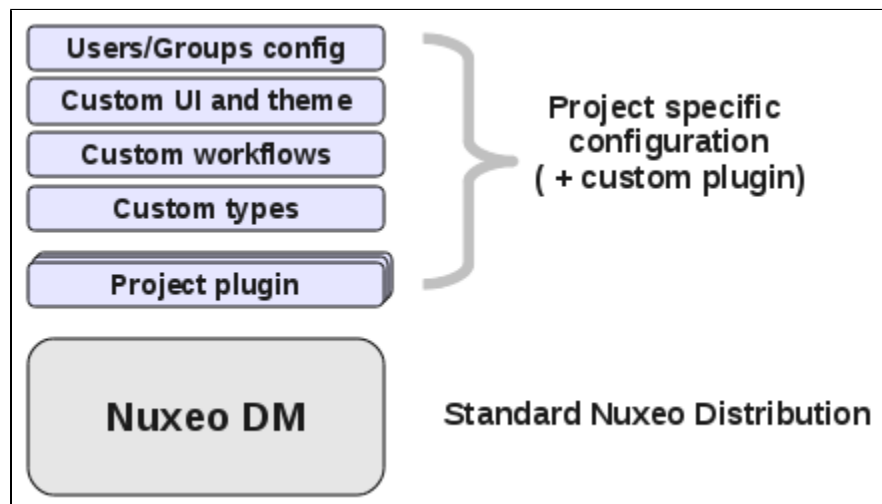 Users/Groups config
Custom UI and theme
Custom workflows
Custom types
Project plugin
Project specific
configuration
( + custom plugin)
Nuxeo DM
Standard Nuxeo Distribution